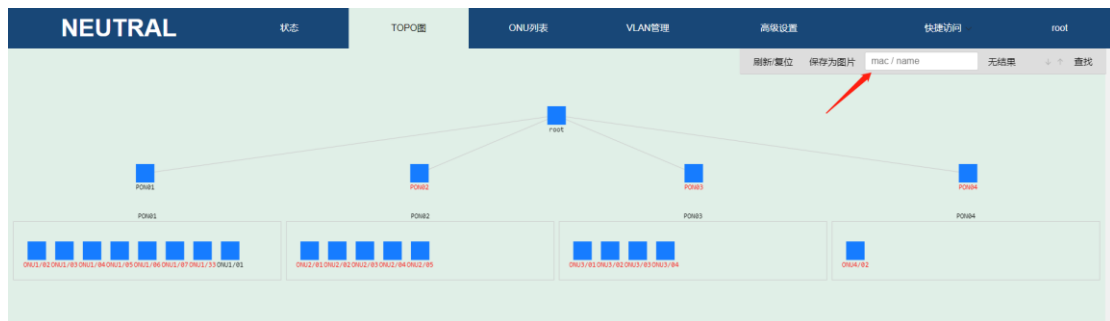 NEUTRAL 状态 TOPO图 ONU列表 VLAN管理 高级设置 快捷访问 root
刷新/复位 保存为图片 mac / name 无结果 ↓ ↑ 查找
root
PON01 PON02 PON03 PON04
PON01 PON02 PON03 PON04
ONU1/02 ONU1/03 ONU1/04 ONU1/05 ONU1/06 ONU1/07 ONU1/33 ONU1/01 ONU2/01 ONU2/02 ONU2/03 ONU2/04 ONU2/05 ONU3/01 ONU3/02 ONU3/03 ONU3/04 ONU4/02